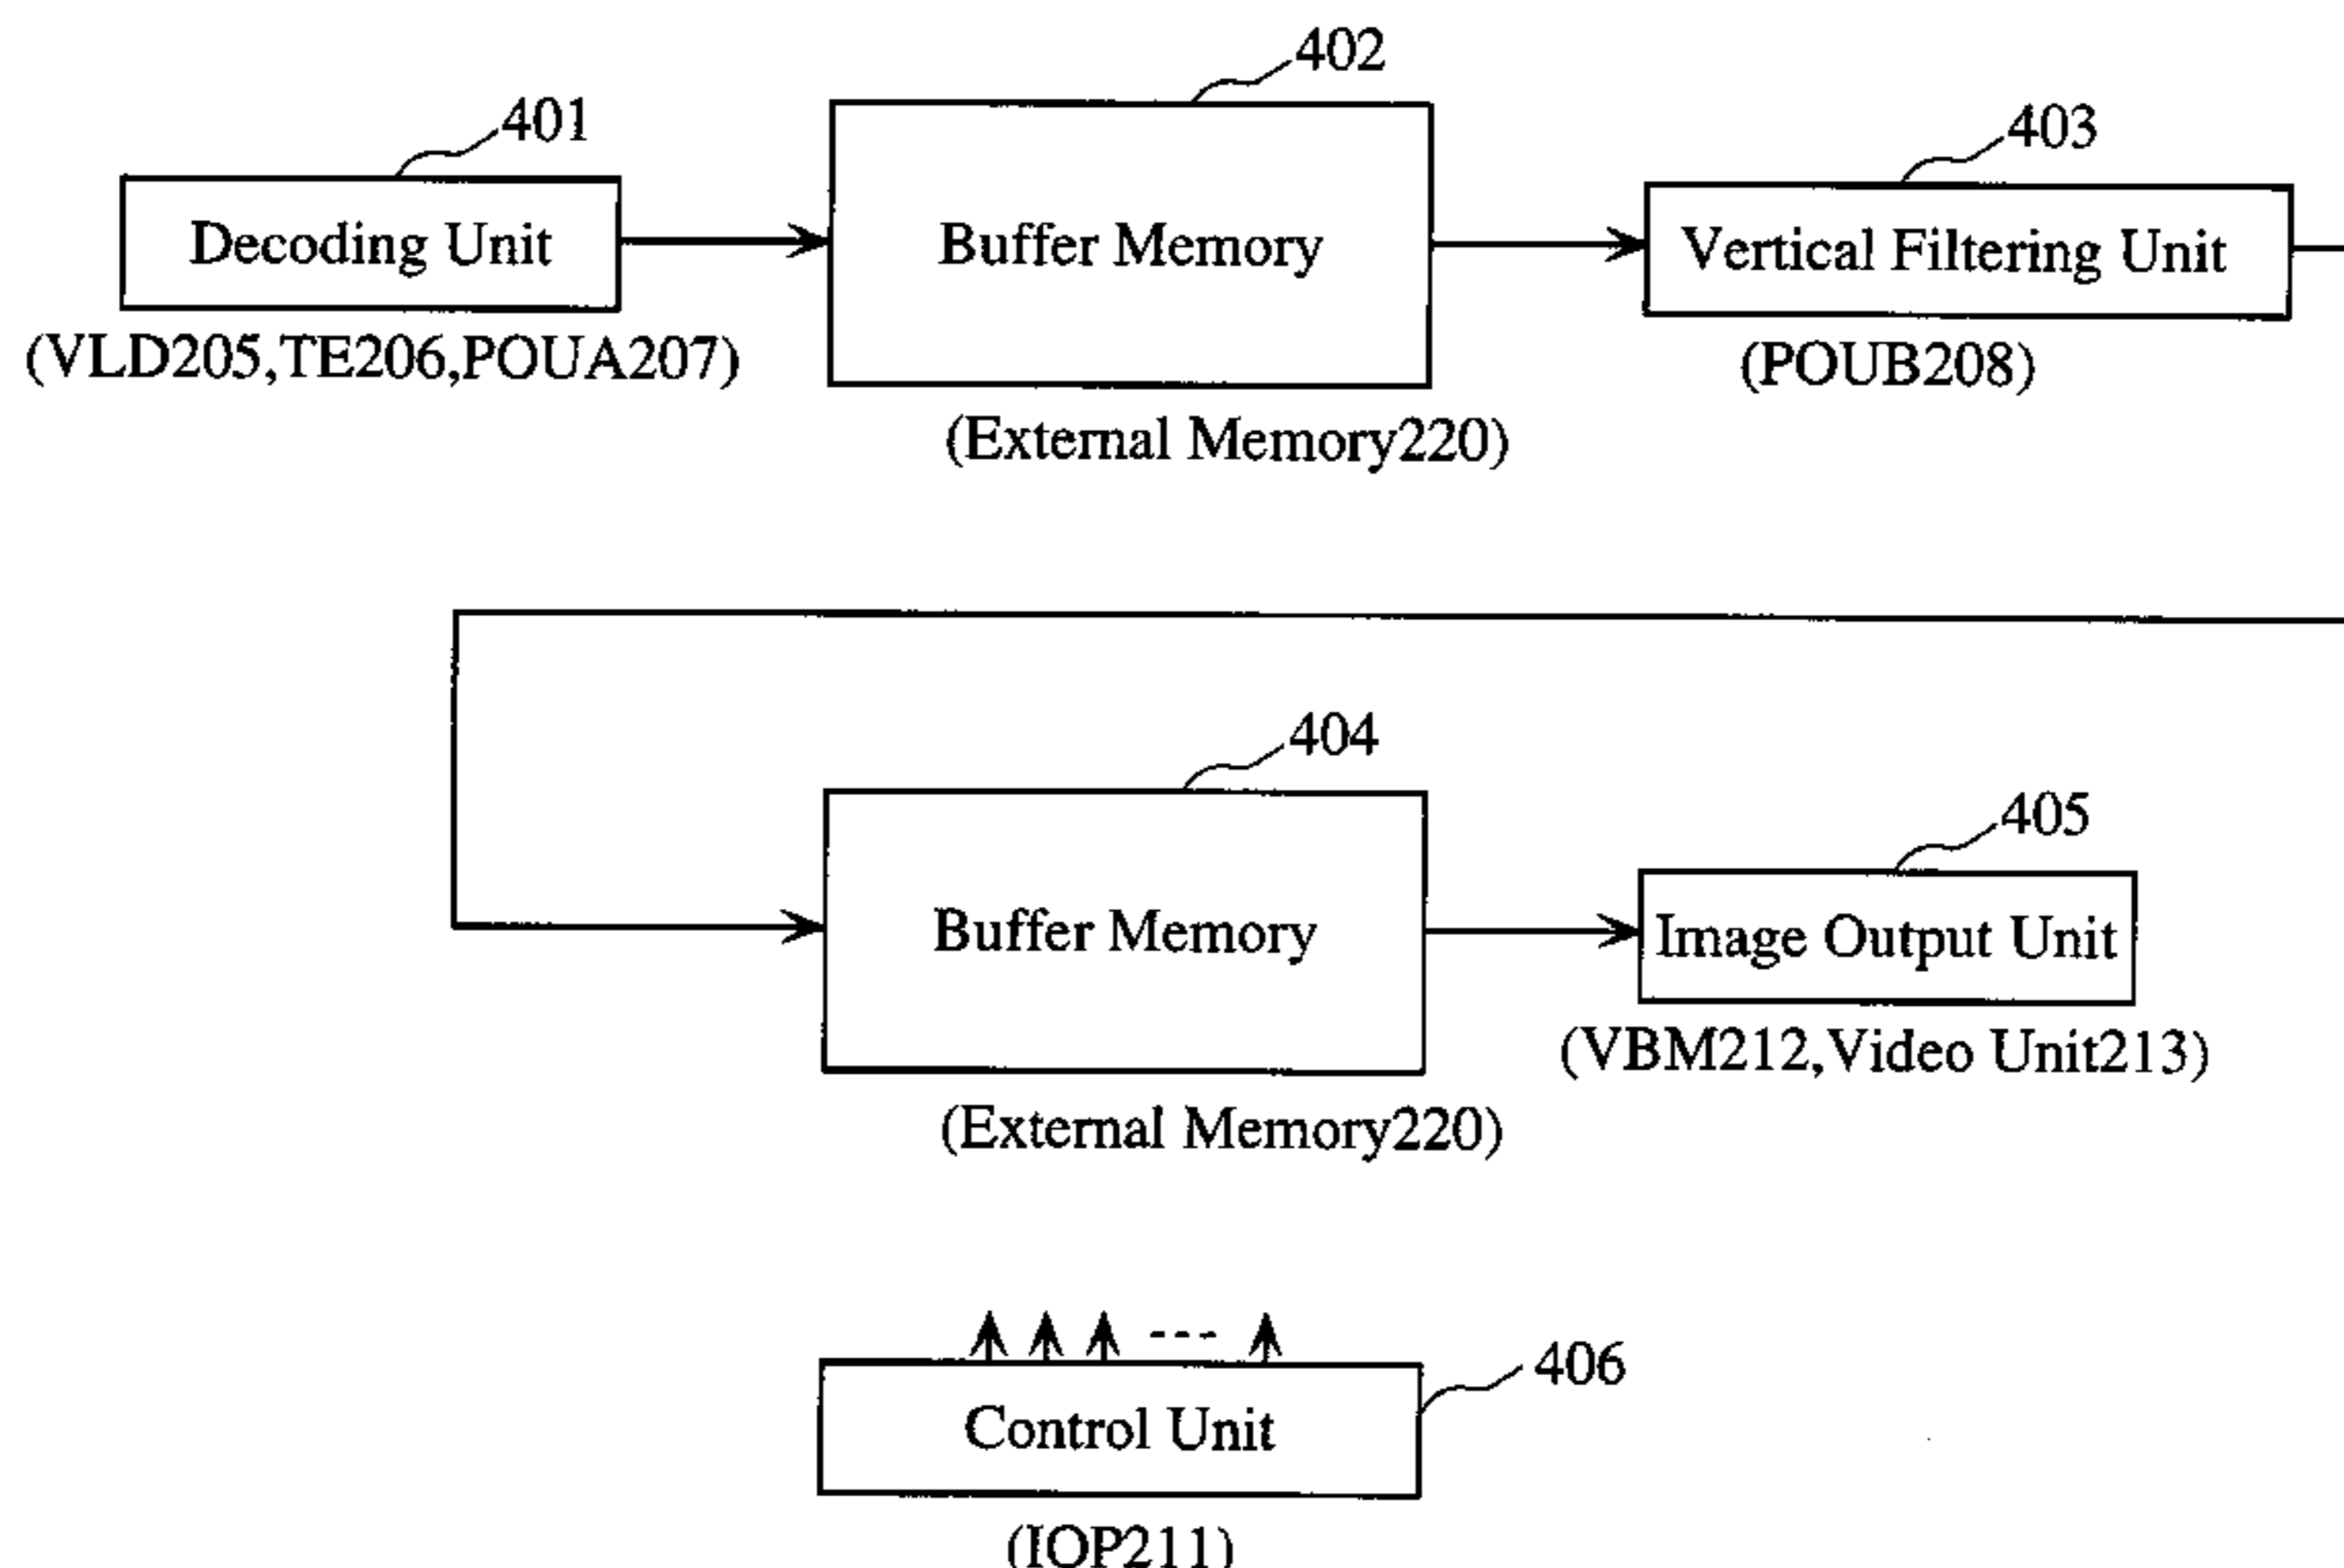 402
401
403
Decoding Unit
Buffer Memory
Vertical Filtering Unit
(VLD205,TE206,POUA207)
(POUB208)
(External Memory220)
404
405
Buffer Memory
Image Output Unit
(VBM212,Video Unit213)
(External Memory220)
406
Control Unit
(IOP211)